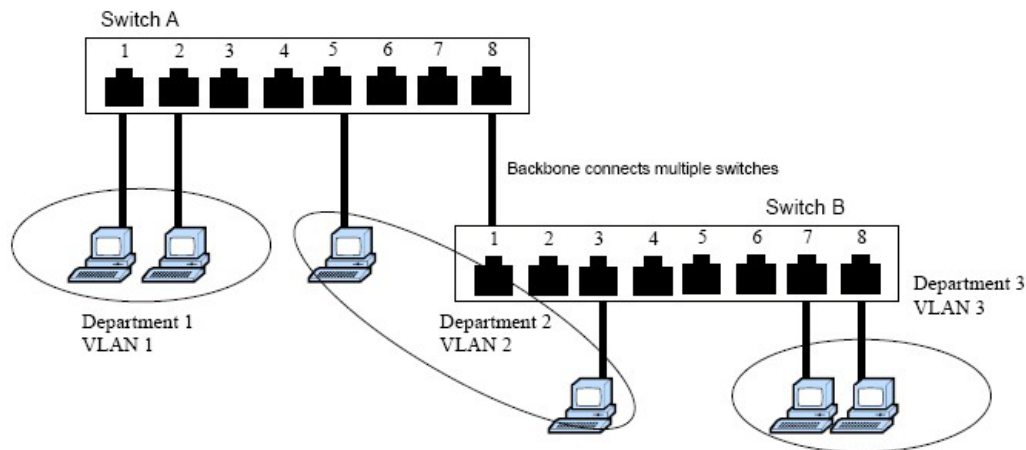 Switch A
1 2 3 4 5 6 7 8
Backbone connects multiple switches
Switch B
1 2 3 4 5 6 7 8
Department 1
VLAN 1
Department 2
VLAN 2
Department 3
VLAN 3